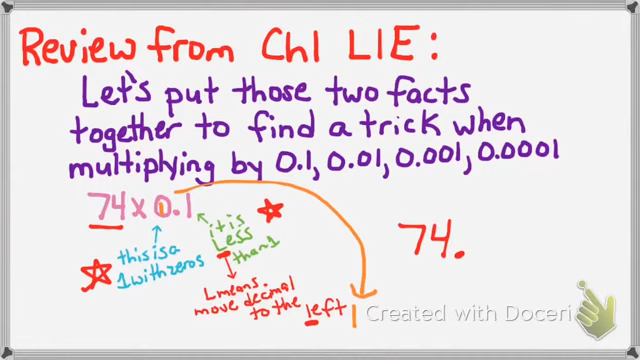 Review from Ch1 L1E:
Let's put those two facts
together to find a trick when
multiplying by 0.1, 0.01, 0.001, 0.0001
74 x 0.1
this is a
1 with zeros
it is
Less
than 1
L means
move decimal
to the left 1
74.
Created with Doceri